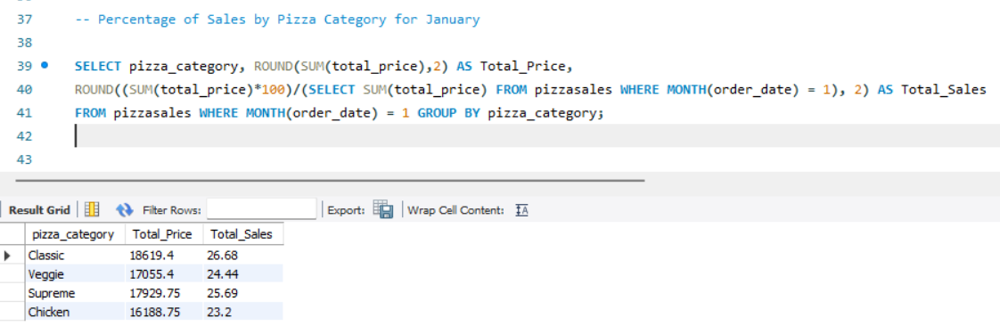 37 -- Percentage of Sales by Pizza Category for January
38
39 SELECT pizza_category, ROUND(SUM(total_price),2) AS Total_Price,
40 ROUND((SUM(total_price)*100)/(SELECT SUM(total_price) FROM pizzasales WHERE MONTH(order_date) = 1), 2) AS Total_Sales
41 FROM pizzasales WHERE MONTH(order_date) = 1 GROUP BY pizza_category;
42
43
Result Grid Filter Rows: Export: Wrap Cell Content: IA
pizza_category Total_Price Total_Sales
Classic 18619.4 26.68
Veggie 17055.4 24.44
Supreme 17929.75 25.69
Chicken 16188.75 23.2